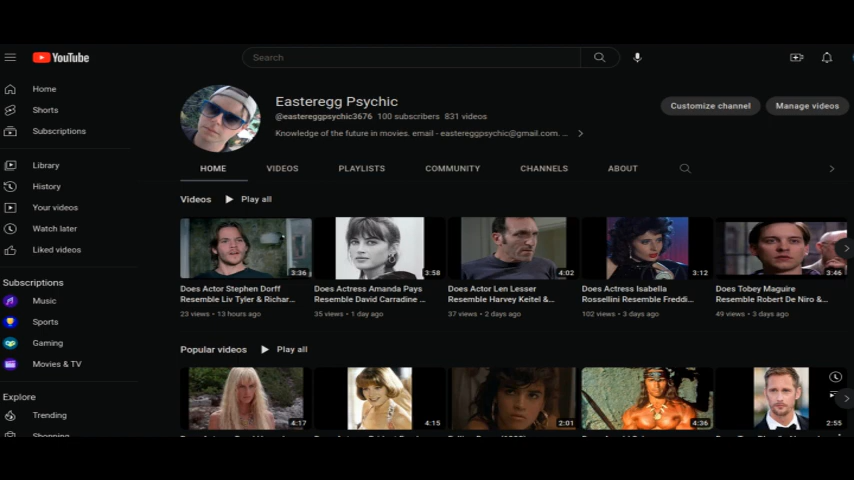 YouTube
Search
Home
Shorts
Subscriptions
Library
History
Your videos
Watch later
Liked videos
Subscriptions
Music
Sports
Gaming
Movies & TV
Explore
Trending
Shopping
Easteregg Psychic
@eastereggpsychic3676 100 subscribers 831 videos
Knowledge of the future in movies. email - eastereggpsychic@gmail.com. ...
Customize channel
Manage videos
HOME VIDEOS PLAYLISTS COMMUNITY CHANNELS ABOUT
Videos Play all
3:36 3:58 4:02 3:12 3:46
Does Actor Stephen Dorff
Resemble Liv Tyler & Richar...
23 views • 13 hours ago
Does Actress Amanda Pays
Resemble David Carradine ...
35 views • 1 day ago
Does Actor Len Lesser
Resemble Harvey Keitel &...
37 views • 2 days ago
Does Actress Isabella
Rossellini Resemble Freddi...
102 views • 3 days ago
Does Tobey Maguire
Resemble Robert De Niro &...
49 views • 3 days ago
Popular videos Play all
4:17 4:15 2:01 4:36 2:55